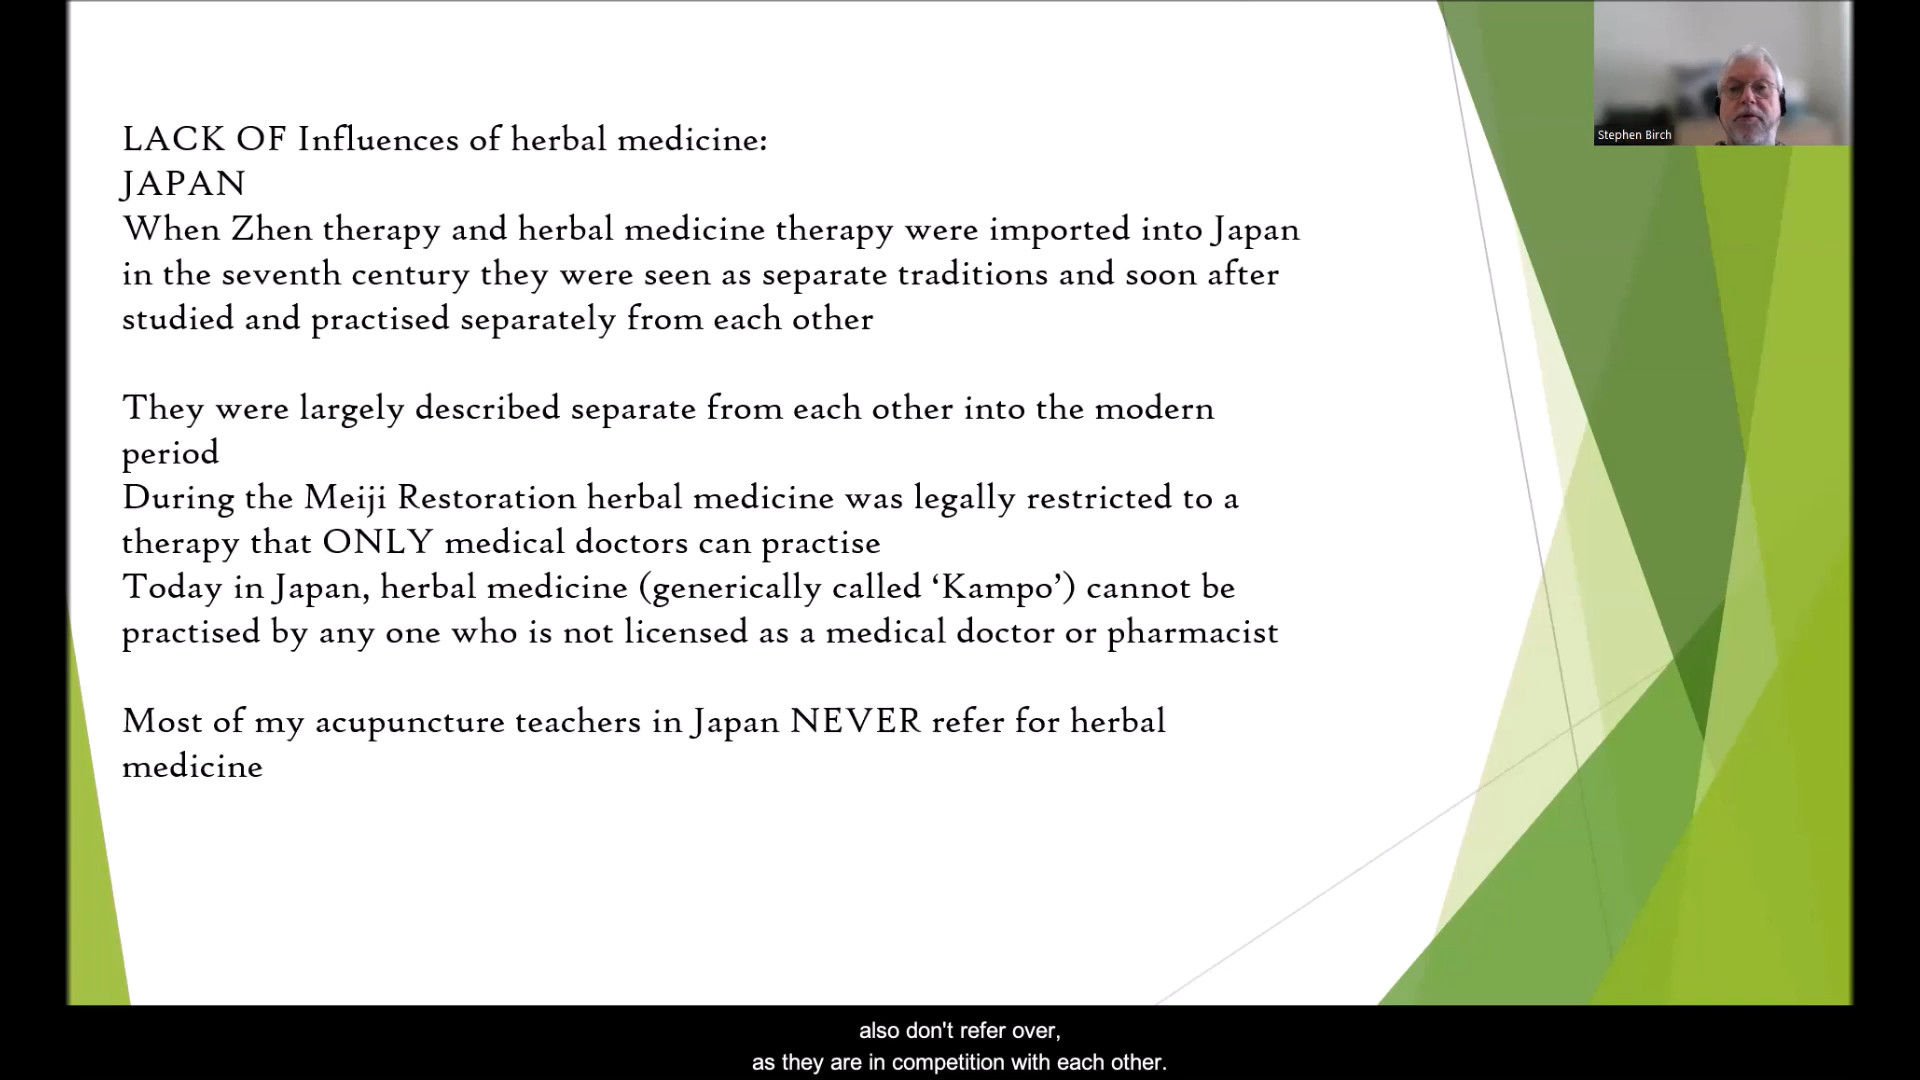 Stephen Birch
LACK OF Influences of herbal medicine:
JAPAN
When Zhen therapy and herbal medicine therapy were imported into Japan
in the seventh century they were seen as separate traditions and soon after
studied and practised separately from each other
They were largely described separate from each other into the modern
period
During the Meiji Restoration herbal medicine was legally restricted to a
therapy that ONLY medical doctors can practise
Today in Japan, herbal medicine (generically called ‘Kampo’) cannot be
practised by any one who is not licensed as a medical doctor or pharmacist
Most of my acupuncture teachers in Japan NEVER refer for herbal
medicine
also don't refer over,
as they are in competition with each other.